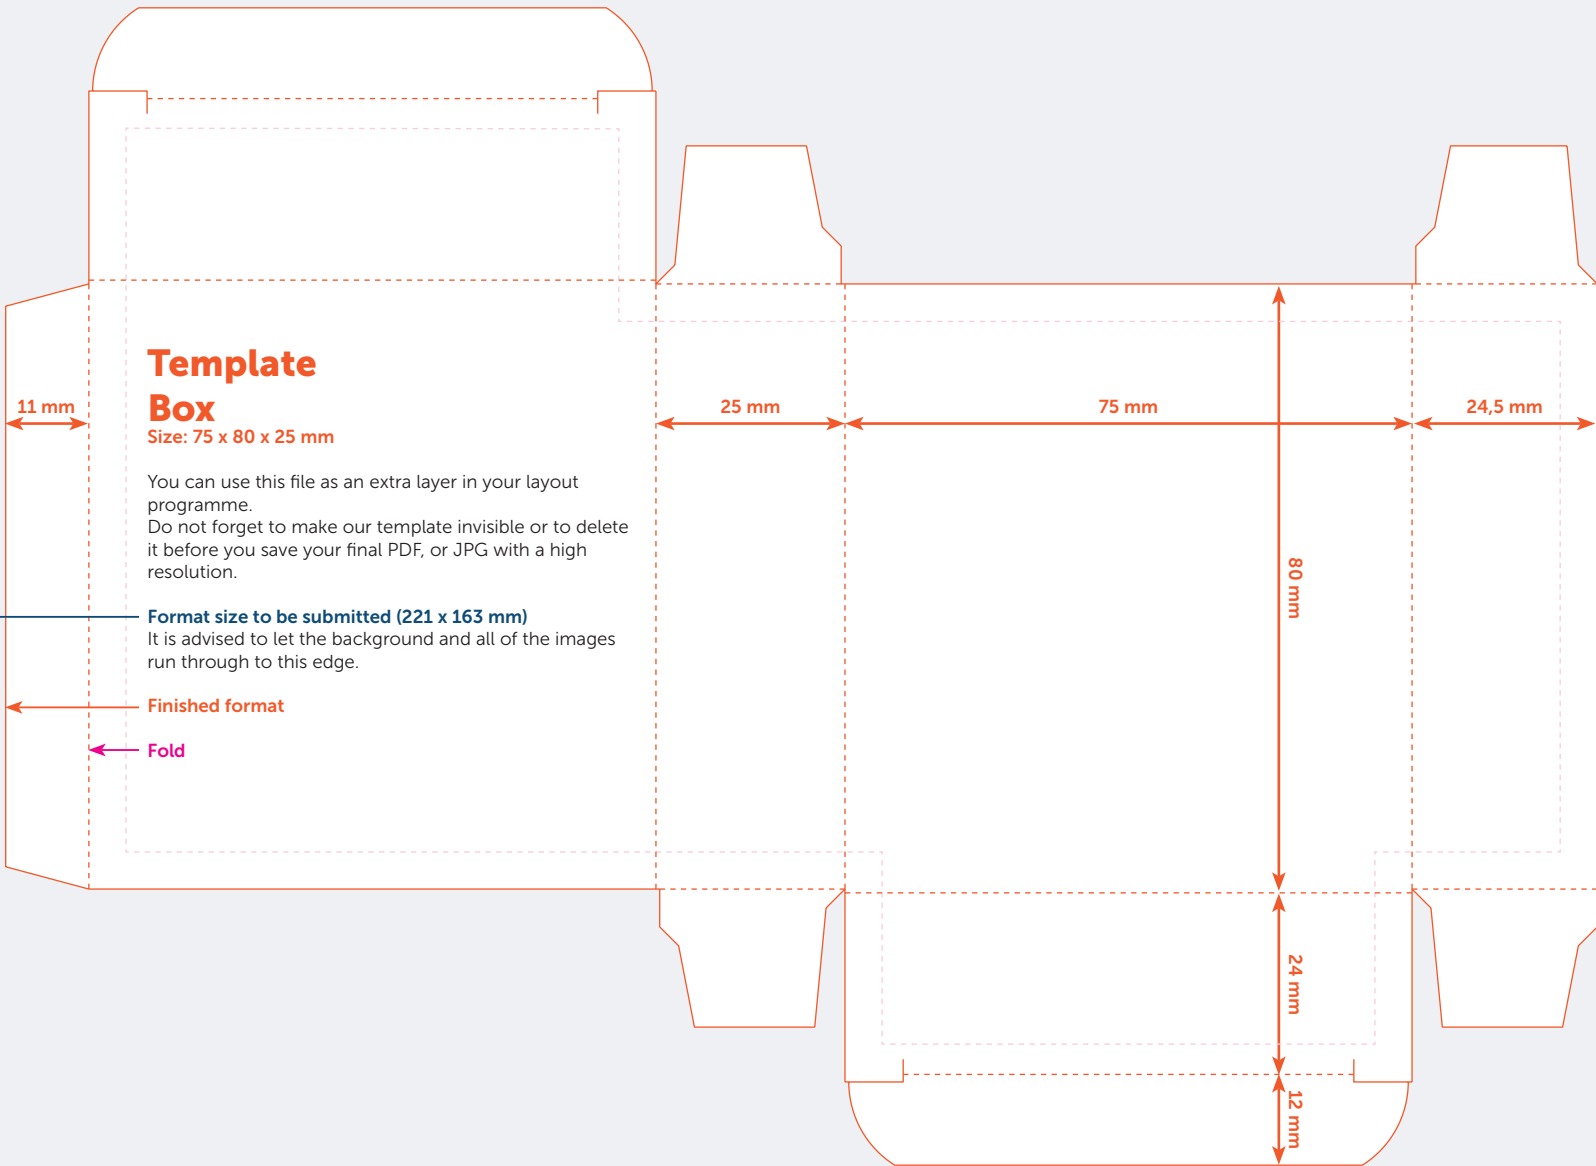 Template
Box
Size: 75 x 80 x 25 mm
You can use this file as an extra layer in your layout
programme.
Do not forget to make our template invisible or to delete
it before you save your final PDF, or JPG with a high
resolution.
Format size to be submitted (221 x 163 mm)
It is advised to let the background and all of the images
run through to this edge.
Finished format
Fold
11 mm
25 mm
75 mm
24,5 mm
80 mm
24 mm
12 mm